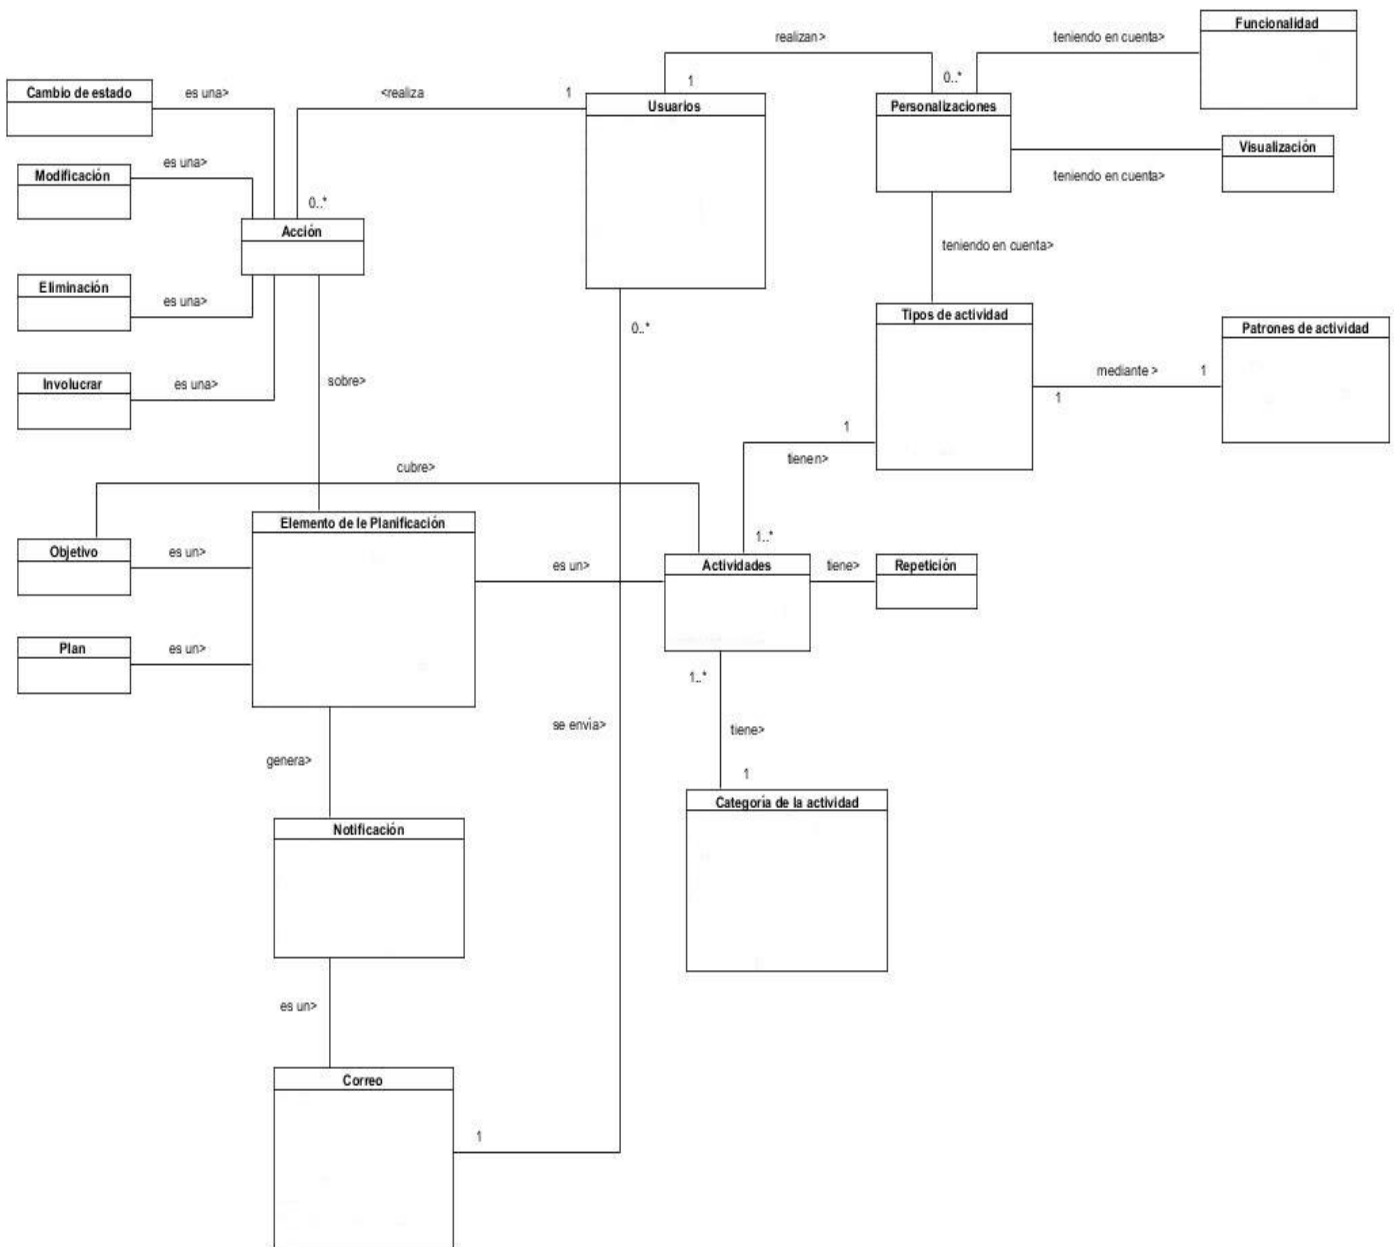 Funcionalidad
realizan>
teniendo en cuenta>
1
0..*
Cambio de estado
es una>
<realiza
1
Usuarios
Personalizaciones
Visualización
Modificación
es una>
teniendo en cuenta>
0..*
Acción
teniendo en cuenta>
Eliminación
es una>
0..*
Tipos de actividad
Patrones de actividad
Involucrar
es una>
sobre>
mediante >
1
1
1
tienen>
cubre>
Elemento de le Planificación
1..*
Objetivo
es un>
es un>
Actividades
tiene>
Repetición
Plan
es un>
1..*
se envía>
tiene>
genera>
1
Categoría de la actividad
Notificación
es un>
Correo
1